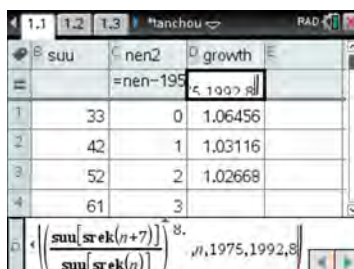 1.1 1.2 1.3 *tanchou RAD
B suu C nen2 D growth E
= =nen−195 5,1992,8
1 33 0 1.06456
2 42 1 1.03116
3 52 2 1.02668
4 61 3
D ((suu[srek(n+7)] / suu[srek(n)]) 8. ,n,1975,1992,8